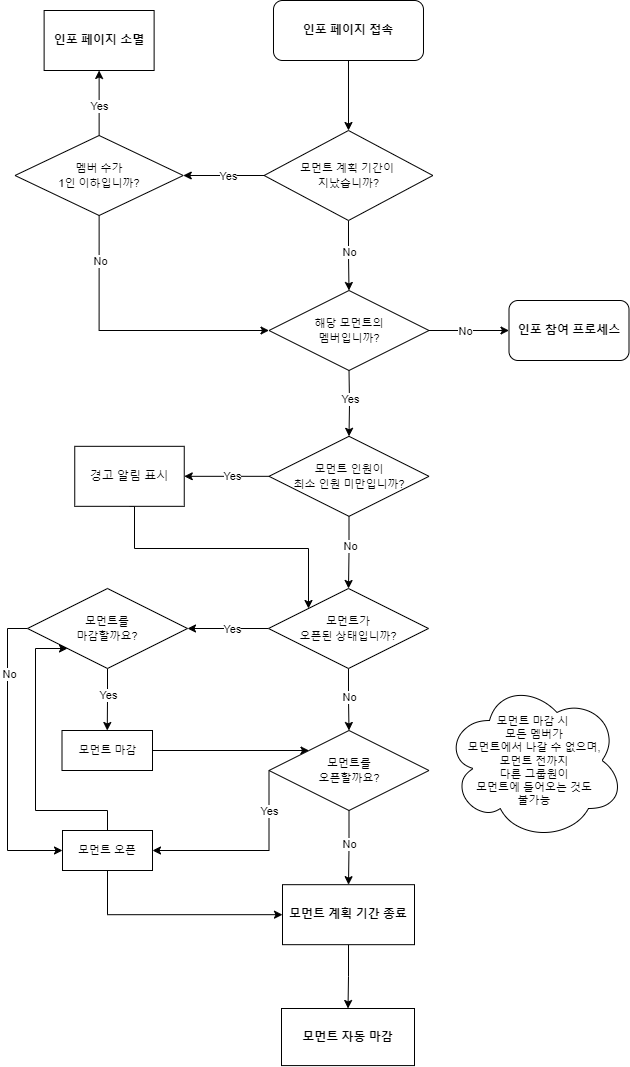 인포 페이지 소멸
인포 페이지 접속
Yes
멤버 수가
1인 이하입니까?
Yes
모먼트 계획 기간이
지났습니까?
No
No
해당 모먼트의
멤버입니까?
No
인포 참여 프로세스
Yes
경고 알림 표시
Yes
모먼트 인원이
최소 인원 미만입니까?
No
모먼트를
마감할까요?
Yes
모먼트가
오픈된 상태입니까?
No
Yes
No
모먼트 마감
모먼트를
오픈할까요?
모먼트 마감 시
모든 멤버가
모먼트에서 나갈 수 없으며,
모먼트 전까지
다른 그룹원이
모먼트에 들어오는 것도
불가능
Yes
모먼트 오픈
No
모먼트 계획 기간 종료
모먼트 자동 마감